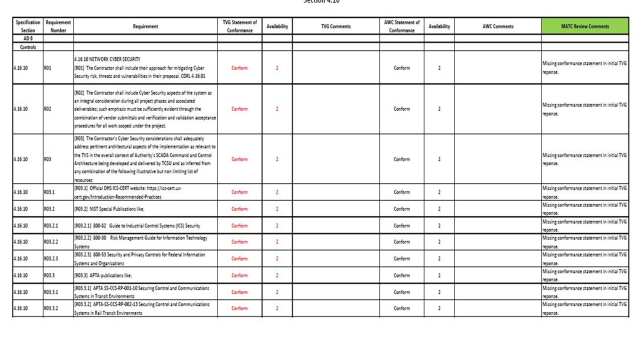 Section 4.10
Specification Section | Requirement Number | Requirement | TVG Statement of Conformance | Availability | TVG Comments | AWC Statement of Conformance | Availability | AWC Comments | MATC Review Comments
AD 8
Controls
4.16.10 | R01 | 4.16.10 NETWORK CYBER SECURITY
[R01] The Contractor shall include their approach for mitigating Cyber
Security risk, threats and vulnerabilities in their proposal. CDRL 4.16.01 | Conform | 2 | Conform | 2 | Missing conformance statement in initial TVG
reponse.
4.16.10 | R02 | [R02] The Contractor shall include Cyber Security aspects of the system as
an integral consideration during all project phases and associated
deliverables; such emphasis must be sufficiently evident through the
combination of vendor submittals and verification and validation acceptance
procedures for all work scoped under the project. | Conform | 2 | Conform | 2 | Missing conformance statement in initial TVG
reponse.
4.16.10 | R03 | [R03] The Contractor's Cyber Security considerations shall adequately
address pertinent architectural aspects of the implementation as relevant to
the TVS in the overall context of Authority's SCADA Command and Control
Architecture being developed and delivered by TCSU and as inferred from
any combination of the following illustrative but non limiting list of
resources: | Conform | 2 | Conform | 2 | Missing conformance statement in initial TVG
reponse.
4.16.10 | R03.1 | [R03.1] Official DHS ICS-CERT website: https://ics-cert.us-
cert.gov/Introduction-Recommended-Practices | Conform | 2 | Conform | 2 | Missing conformance statement in initial TVG
reponse.
4.16.10 | R03.2 | [R03.2] NIST Special Publications like, | Conform | 2 | Conform | 2 | Missing conformance statement in initial TVG
reponse.
4.16.10 | R03.2.1 | [R03.2.1] 800-82 Guide to Industrial Control Systems (ICS) Security | Conform | 2 | Conform | 2 | Missing conformance statement in initial TVG
reponse.
4.16.10 | R03.2.2 | [R03.2.2] 800-30 Risk Management Guide for Information Technology
Systems | Conform | 2 | Conform | 2 | Missing conformance statement in initial TVG
reponse.
4.16.10 | R03.2.3 | [R03.2.3] 800-53 Security and Privacy Controls for Federal Information
Systems and Organizations | Conform | 2 | Conform | 2 | Missing conformance statement in initial TVG
reponse.
4.16.10 | R03.3 | [R03.3] APTA publications like, | Conform | 2 | Conform | 2 | Missing conformance statement in initial TVG
reponse.
4.16.10 | R03.3.1 | [R03.3.1] APTA SS-CCS-RP-001-10 Securing Control and Communications
Systems in Transit Environments | Conform | 2 | Conform | 2 | Missing conformance statement in initial TVG
reponse.
4.16.10 | R03.3.2 | [R03.3.2] APTA-SS-CCS-RP-002-13 Securing Control and Communications
Systems in Rail Transit Environments | Conform | 2 | Conform | 2 | Missing conformance statement in initial TVG
reponse.